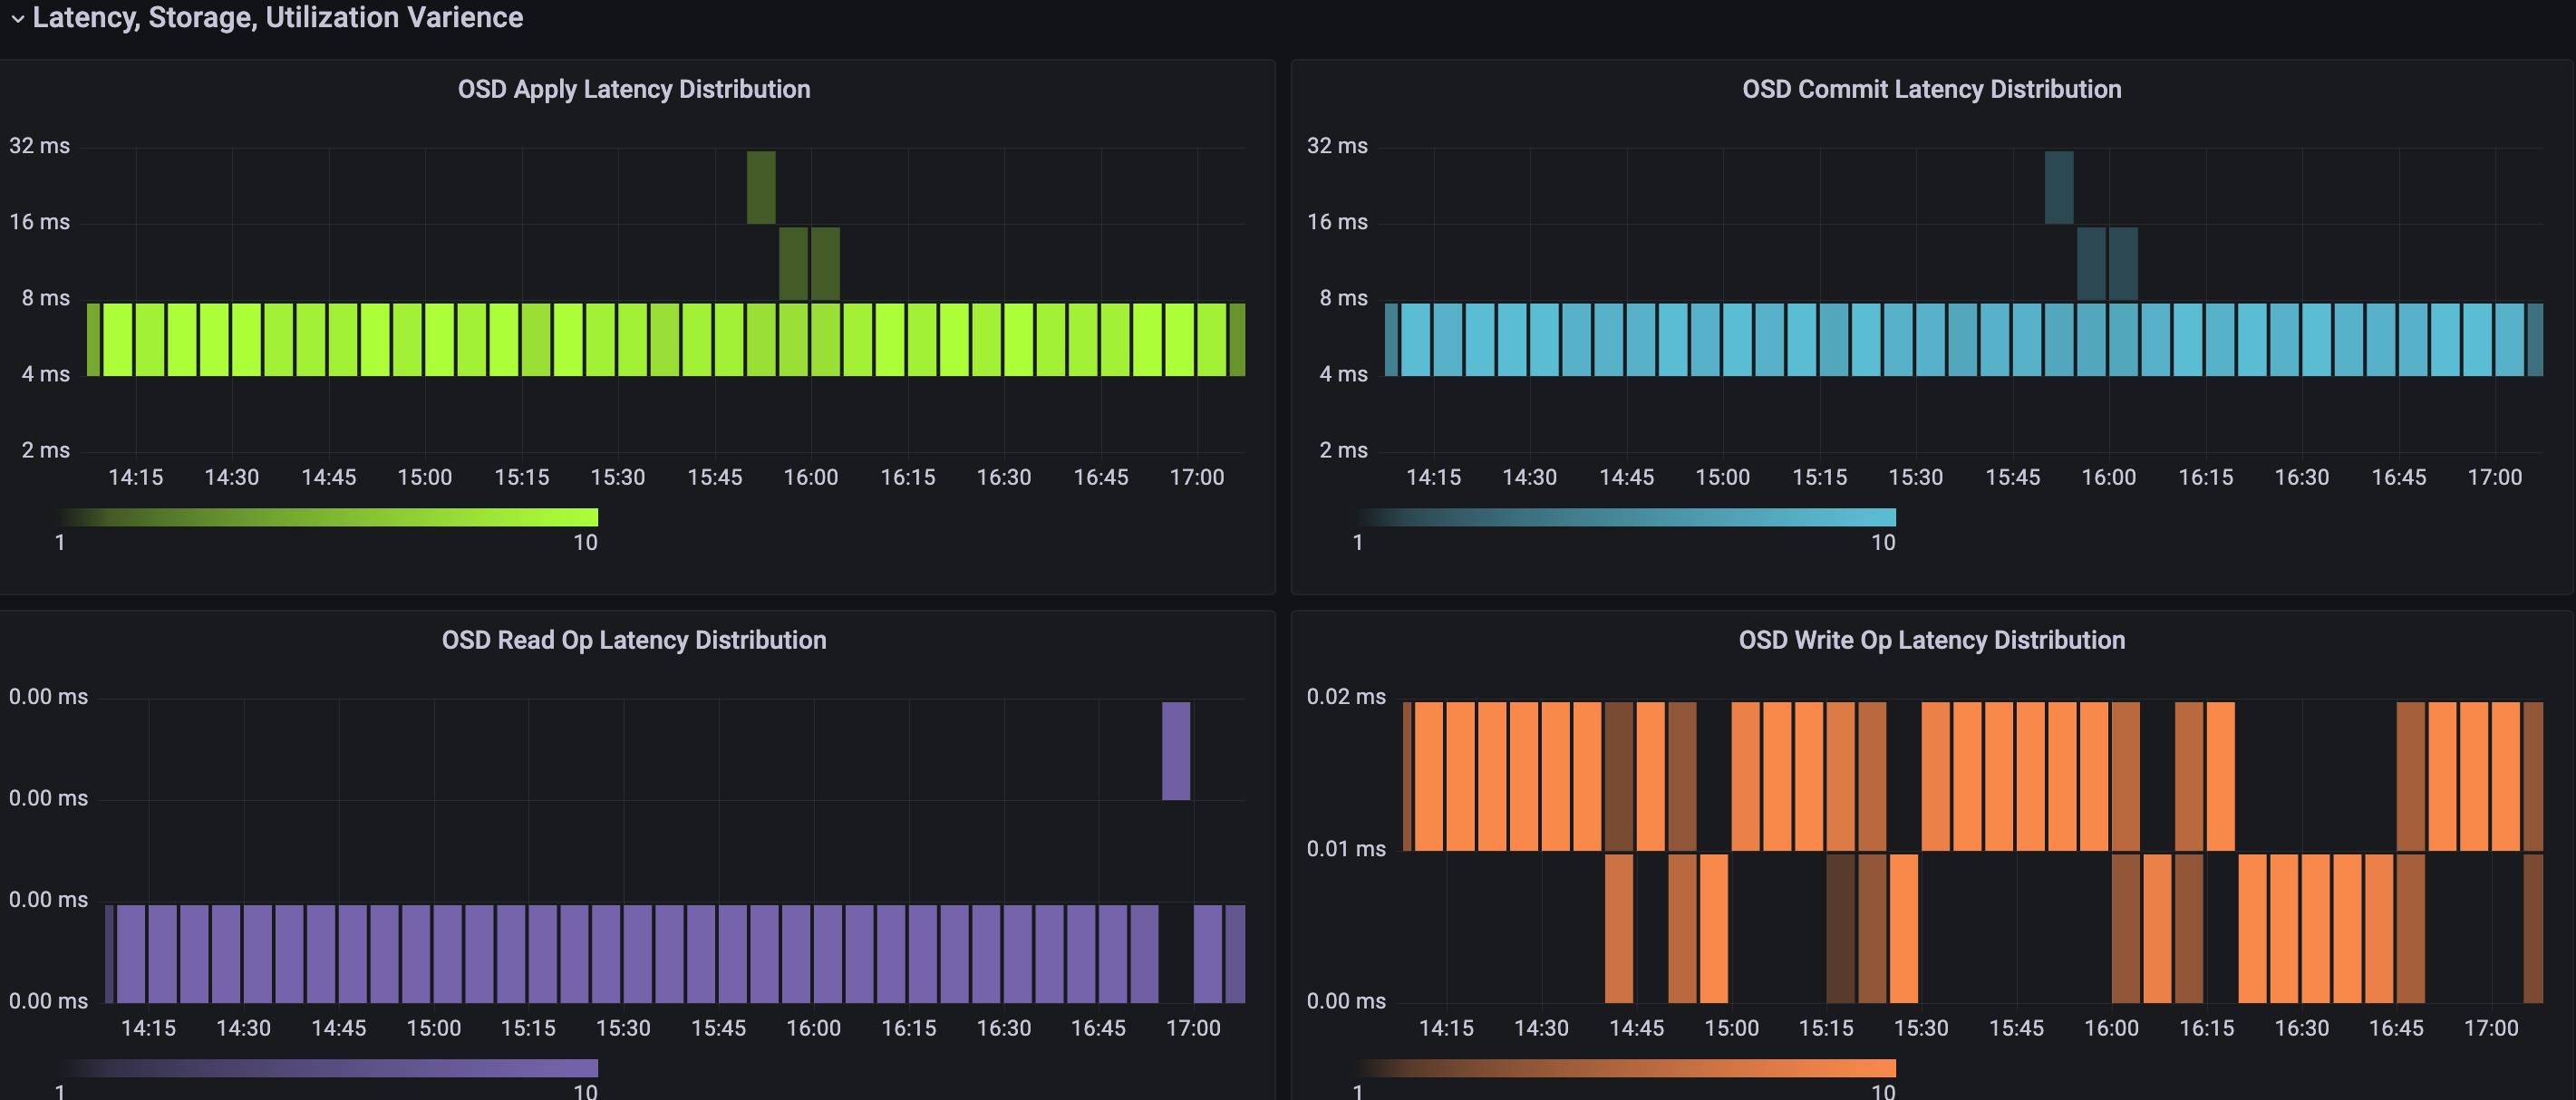 Latency, Storage, Utilization Varience
OSD Apply Latency Distribution
32 ms
16 ms
8 ms
4 ms
2 ms
14:15 14:30 14:45 15:00 15:15 15:30 15:45 16:00 16:15 16:30 16:45 17:00
1 10
OSD Commit Latency Distribution
32 ms
16 ms
8 ms
4 ms
2 ms
14:15 14:30 14:45 15:00 15:15 15:30 15:45 16:00 16:15 16:30 16:45 17:00
1 10
OSD Read Op Latency Distribution
0.00 ms
0.00 ms
0.00 ms
0.00 ms
14:15 14:30 14:45 15:00 15:15 15:30 15:45 16:00 16:15 16:30 16:45 17:00
1 10
OSD Write Op Latency Distribution
0.02 ms
0.01 ms
0.00 ms
14:15 14:30 14:45 15:00 15:15 15:30 15:45 16:00 16:15 16:30 16:45 17:00
1 10